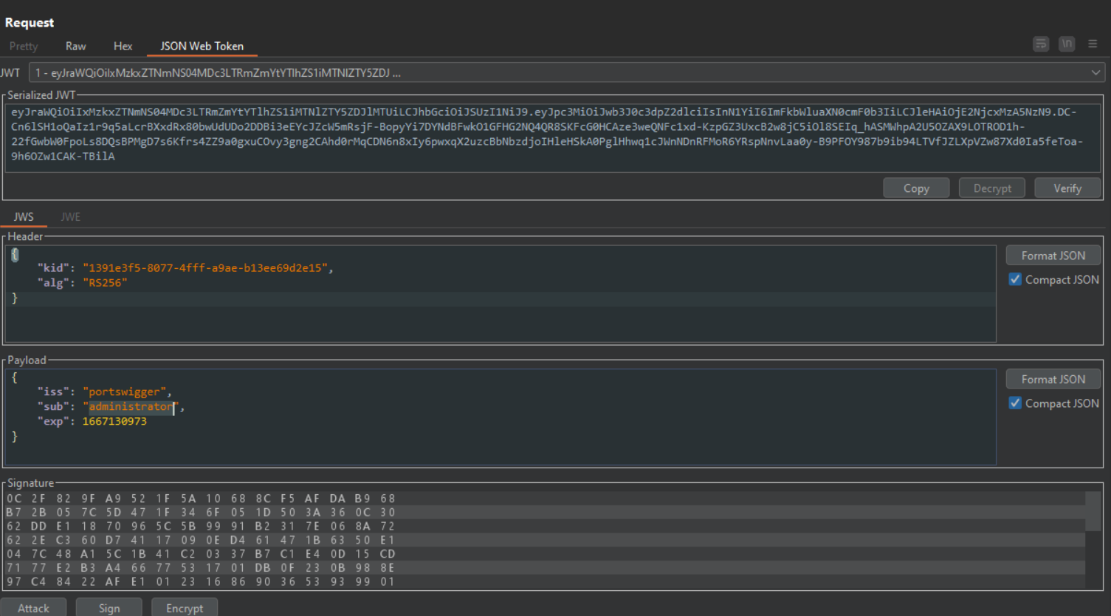 Request
Pretty Raw Hex JSON Web Token
\n
JWT 1 - eyJraWQiOiIxMzkxZTNmNS04MDc3LTRmZmYtYTlhZS1iMTNlZTY5ZDJ ...
Serialized JWT
Copy Decrypt Verify
JWS JWE
Header
{
"kid": "1391e3f5-8077-4fff-a9ae-b13ee69d2e15",
"alg": "RS256"
}
Format JSON
Compact JSON
Payload
{
"iss": "portswigger",
"sub": "administrator",
"exp": 1667130973
}
Format JSON
Compact JSON
Signature
0C 2F 82 9F A9 52 1F 5A 10 68 8C F5 AF DA B9 68
B7 2B 05 7C 5D 47 1F 34 6F 05 1D 50 3A 36 0C 30
62 DD E1 18 70 96 5C 5B 99 91 B2 31 7E 06 8A 72
62 2E C3 60 D7 41 17 09 0E D4 61 47 1B 63 50 E1
04 7C 48 A1 5C 1B 41 C2 03 37 B7 C1 E4 0D 15 CD
71 77 E2 B3 A4 66 77 53 17 01 DB 0F 23 0B 98 8E
97 C4 84 22 AF E1 01 23 16 86 90 36 53 93 99 01
Attack Sign Encrypt